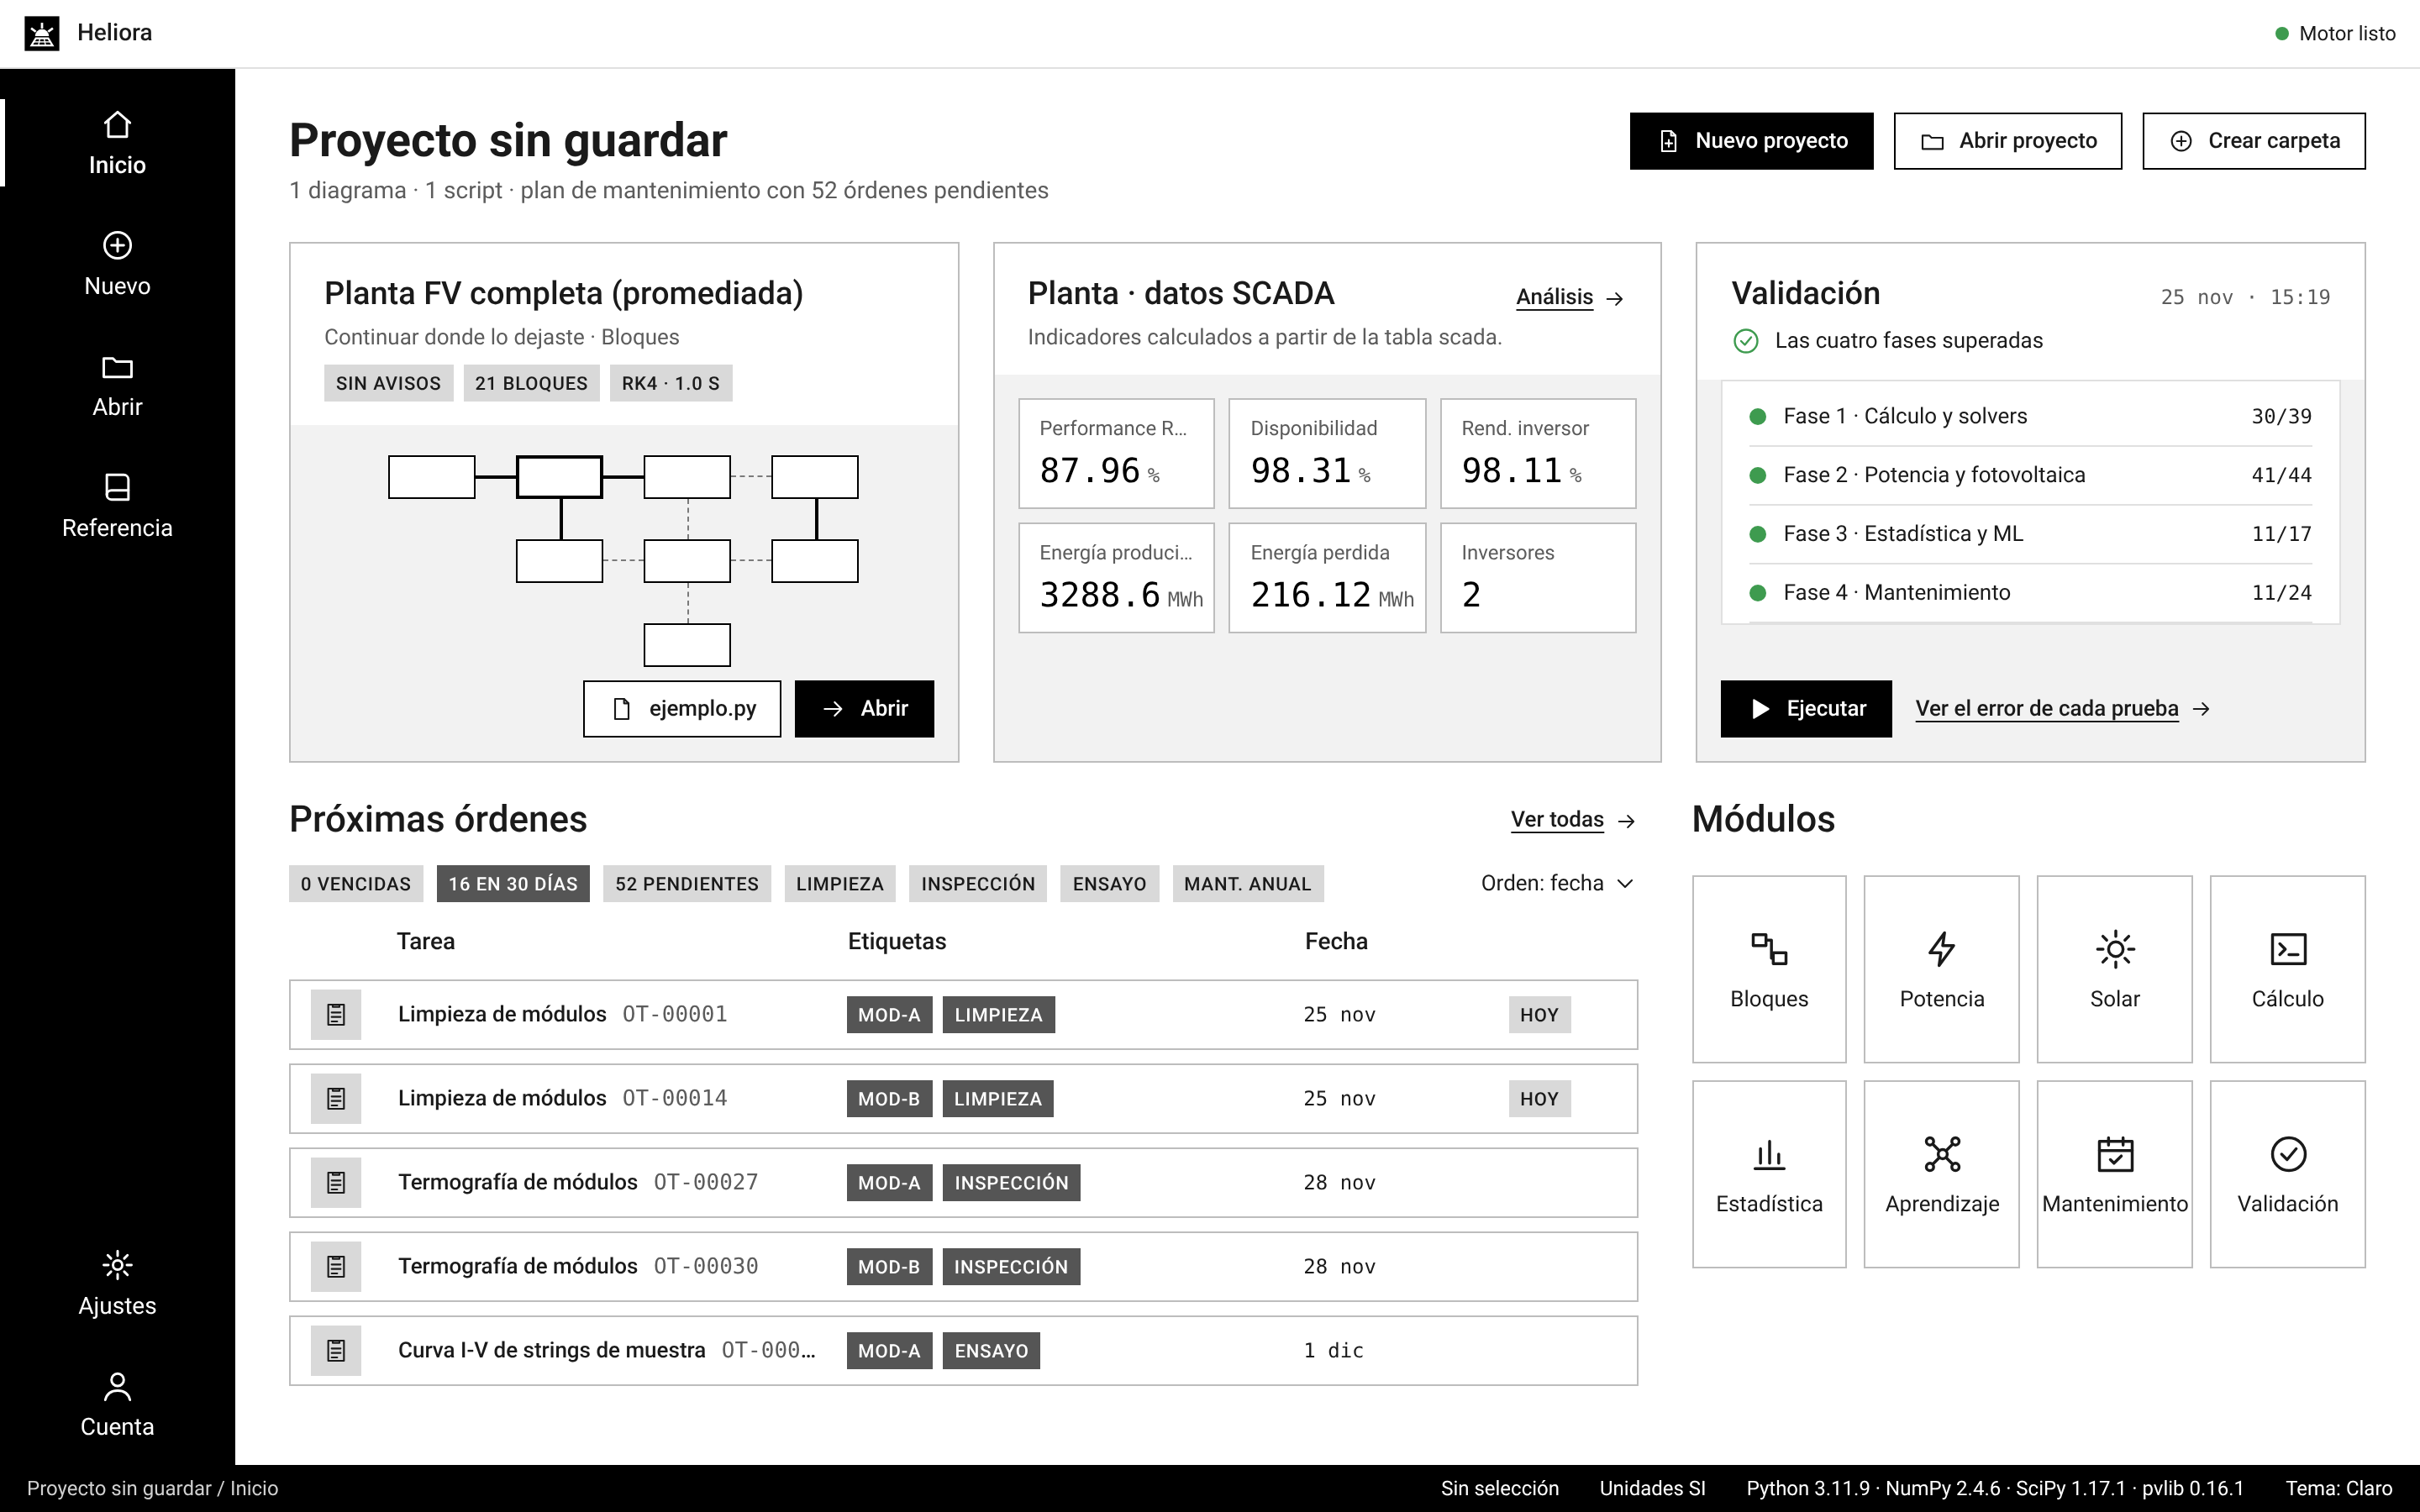 Heliora
Motor listo
Inicio
Nuevo
Abrir
Referencia
Ajustes
Cuenta
Proyecto sin guardar
1 diagrama · 1 script · plan de mantenimiento con 52 órdenes pendientes
Nuevo proyecto
Abrir proyecto
Crear carpeta
Planta FV completa (promediada)
Continuar donde lo dejaste · Bloques
SIN AVISOS
21 BLOQUES
RK4 · 1.0 S
ejemplo.py
Abrir
Planta · datos SCADA
Análisis
Indicadores calculados a partir de la tabla scada.
Performance R...
87.96 %
Disponibilidad
98.31 %
Rend. inversor
98.11 %
Energía produci...
3288.6 MWh
Energía perdida
216.12 MWh
Inversores
2
Validación
25 nov · 15:19
Las cuatro fases superadas
Fase 1 · Cálculo y solvers 30/39
Fase 2 · Potencia y fotovoltaica 41/44
Fase 3 · Estadística y ML 11/17
Fase 4 · Mantenimiento 11/24
Ejecutar
Ver el error de cada prueba
Próximas órdenes
Ver todas
0 VENCIDAS
16 EN 30 DÍAS
52 PENDIENTES
LIMPIEZA
INSPECCIÓN
ENSAYO
MANT. ANUAL
Orden: fecha
Tarea Etiquetas Fecha
Limpieza de módulos OT-00001 MOD-A LIMPIEZA 25 nov HOY
Limpieza de módulos OT-00014 MOD-B LIMPIEZA 25 nov HOY
Termografía de módulos OT-00027 MOD-A INSPECCIÓN 28 nov
Termografía de módulos OT-00030 MOD-B INSPECCIÓN 28 nov
Curva I-V de strings de muestra OT-000... MOD-A ENSAYO 1 dic
Módulos
Bloques
Potencia
Solar
Cálculo
Estadística
Aprendizaje
Mantenimiento
Validación
Proyecto sin guardar / Inicio
Sin selección
Unidades SI
Python 3.11.9 · NumPy 2.4.6 · SciPy 1.17.1 · pvlib 0.16.1
Tema: Claro